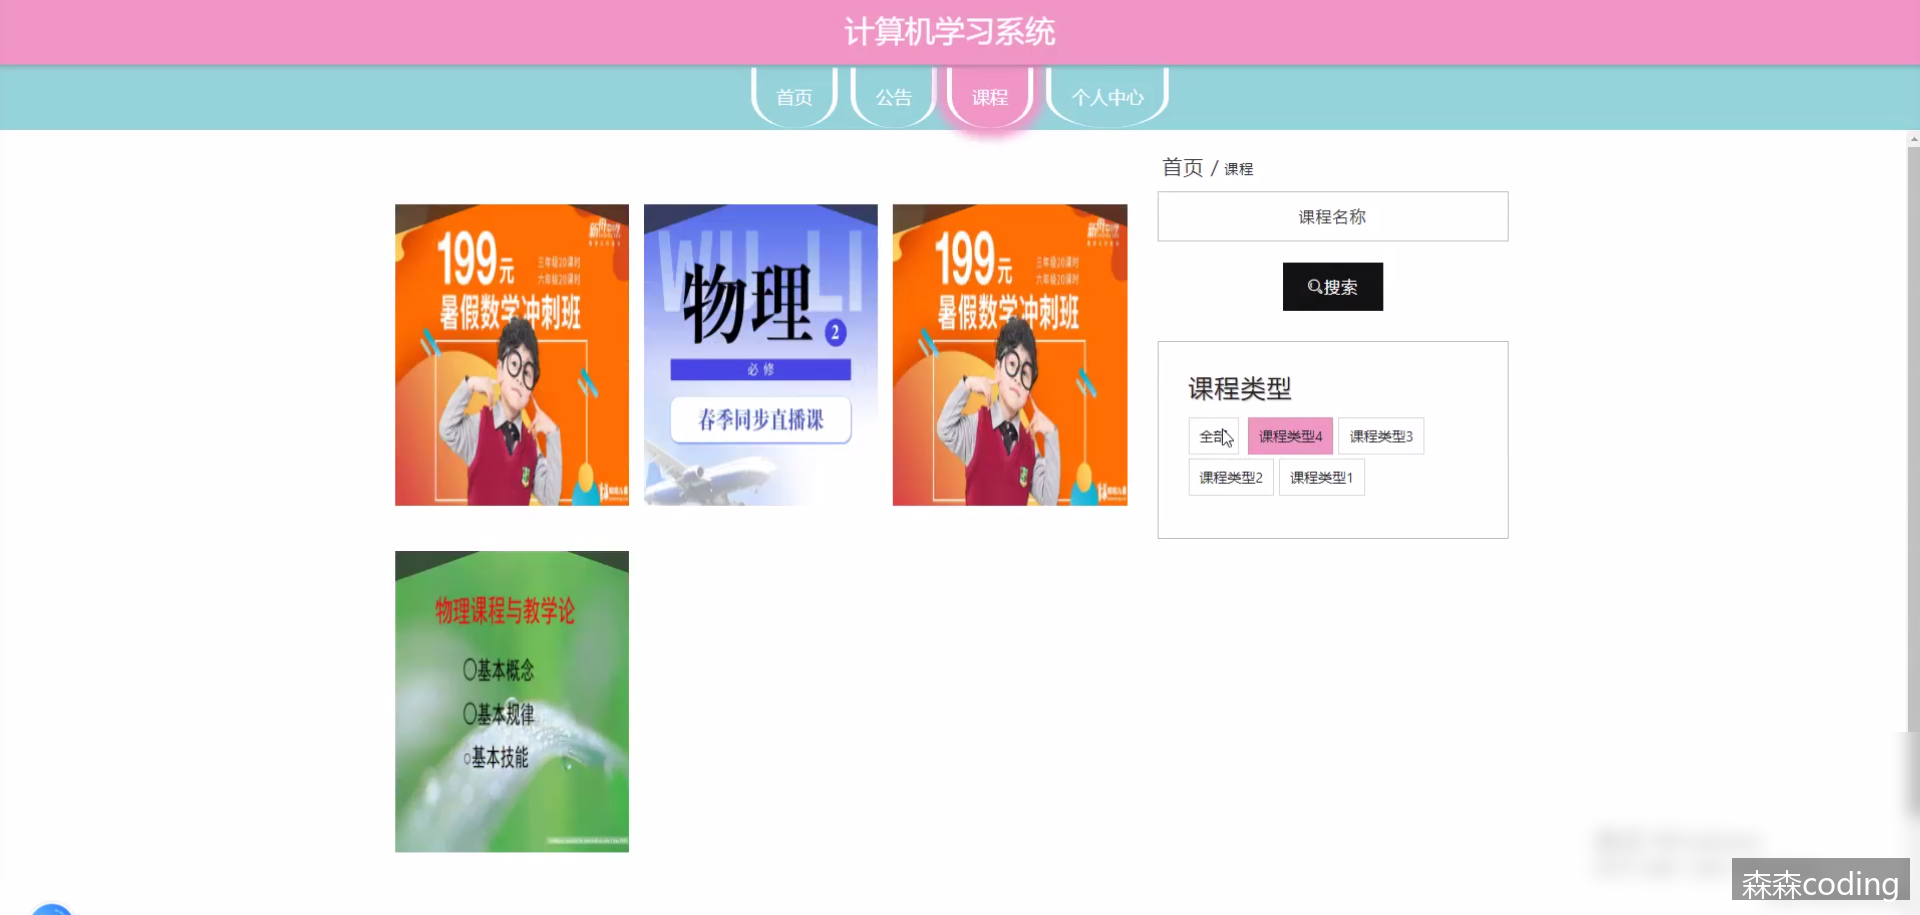 计算机学习系统
首页
公告
课程
个人中心
首页 / 课程
课程名称
搜索
课程类型
全部
课程类型4
课程类型3
课程类型2
课程类型1
199元
三年级20课时
六年级20课时
暑假数学冲刺班
WU LI
物理2
必修
春季同步直播课
199元
三年级20课时
六年级20课时
暑假数学冲刺班
物理课程与教学论
〇基本概念
〇基本规律
○基本技能
森森coding